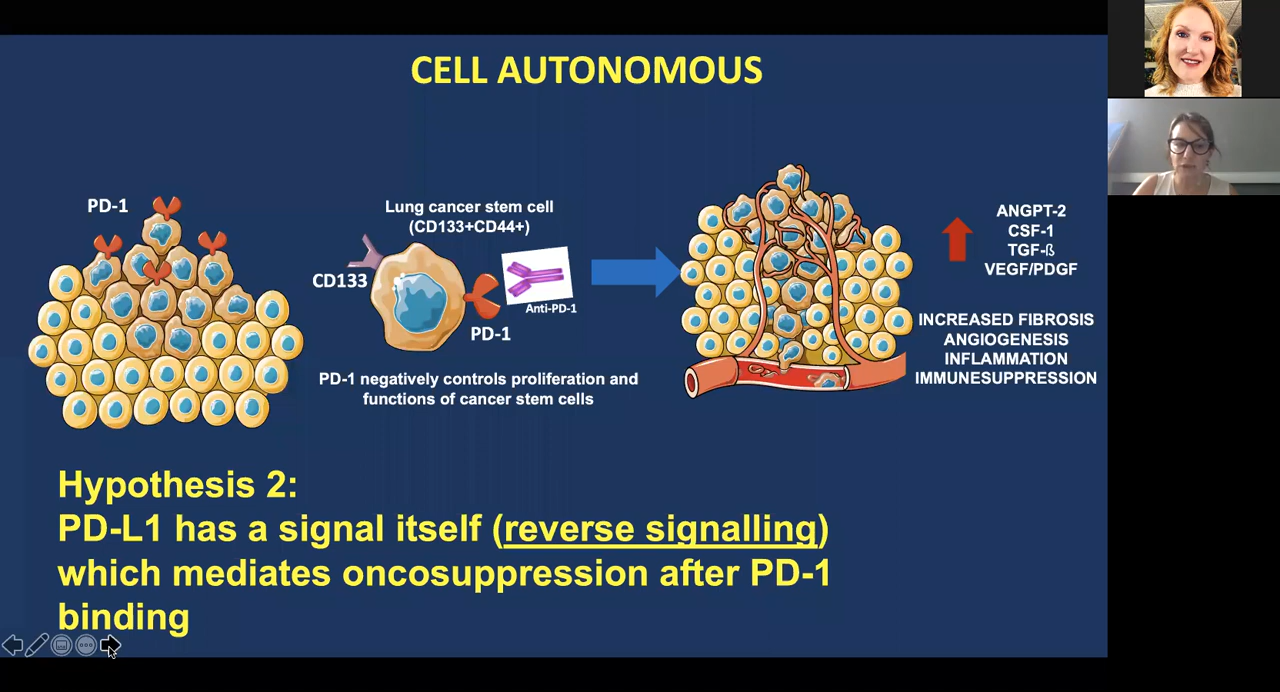 CELL AUTONOMOUS
PD-1
Lung cancer stem cell
(CD133+CD44+)
CD133
Anti-PD-1
PD-1
PD-1 negatively controls proliferation and
functions of cancer stem cells
ANGPT-2
CSF-1
TGF-ß
VEGF/PDGF
INCREASED FIBROSIS
ANGIOGENESIS
INFLAMMATION
IMMUNESUPPRESSION
Hypothesis 2:
PD-L1 has a signal itself (reverse signalling)
which mediates oncosuppression after PD-1
binding